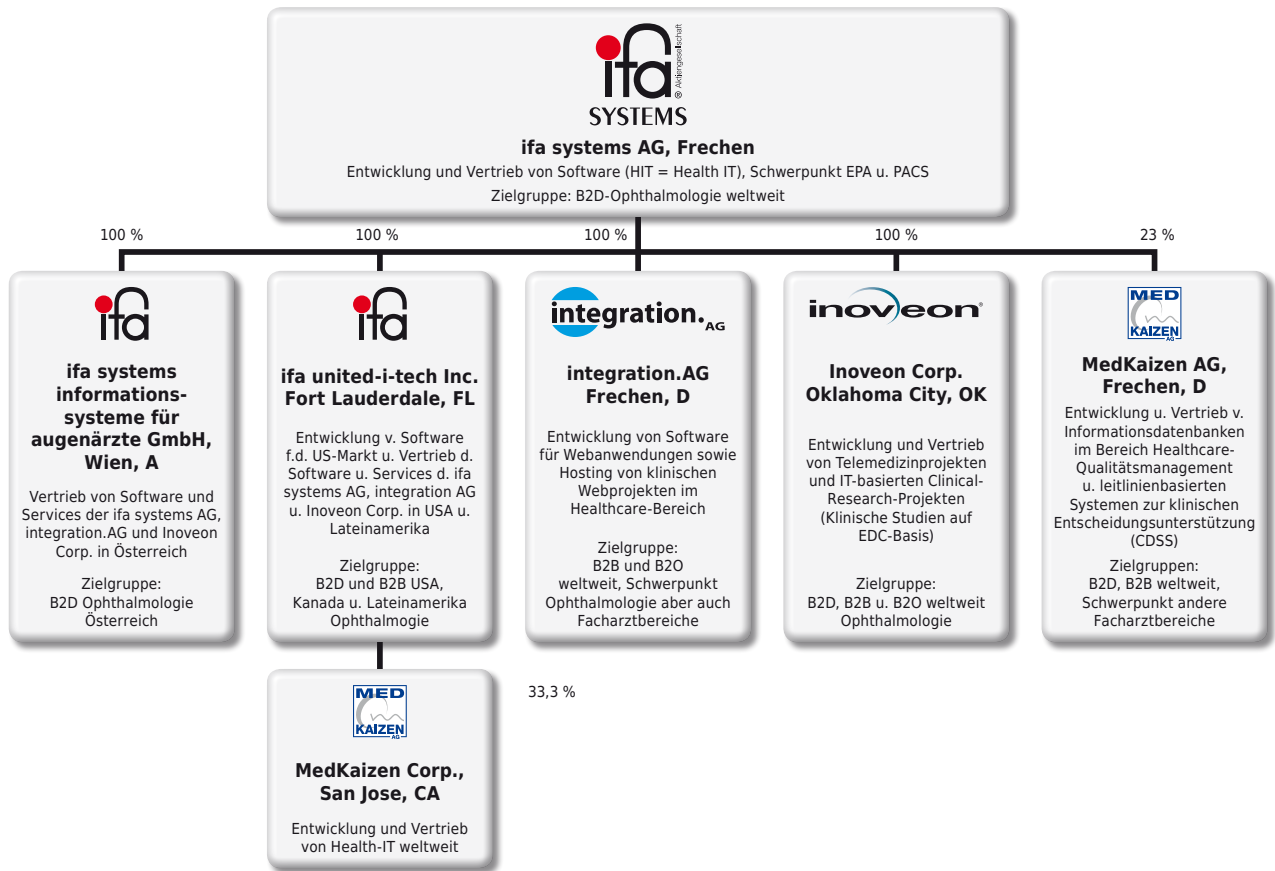 ifa
® Aktiengesellschaft
SYSTEMS
ifa systems AG, Frechen
Entwicklung und Vertrieb von Software (HIT = Health IT), Schwerpunkt EPA u. PACS
Zielgruppe: B2D-Ophthalmologie weltweit
100 %
100 %
100 %
100 %
23 %
ifa
ifa systems
informations-
systeme für
augenärzte GmbH,
Wien, A
Vertrieb von Software und
Services der ifa systems AG,
integration.AG und Inoveon
Corp. in Österreich
Zielgruppe:
B2D Ophthalmologie
Österreich
ifa
ifa united-i-tech Inc.
Fort Lauderdale, FL
Entwicklung v. Software
f.d. US-Markt u. Vertrieb d.
Software u. Services d. ifa
systems AG, integration AG
u. Inoveon Corp. in USA u.
Lateinamerika
Zielgruppe:
B2D und B2B USA,
Kanada u. Lateinamerika
Ophthalmogie
integration.AG
integration.AG
Frechen, D
Entwicklung von Software
für Webanwendungen sowie
Hosting von klinischen
Webprojekten im
Healthcare-Bereich
Zielgruppe:
B2B und B2O
weltweit, Schwerpunkt
Ophthalmologie aber auch
Facharztbereiche
inoveon®
Inoveon Corp.
Oklahoma City, OK
Entwicklung und Vertrieb
von Telemedizinprojekten
und IT-basierten Clinical-
Research-Projekten
(Klinische Studien auf
EDC-Basis)
Zielgruppe:
B2D, B2B u. B2O weltweit
Ophthalmologie
MED
KAIZEN
AG
MedKaizen AG,
Frechen, D
Entwicklung u. Vertrieb v.
Informationsdatenbanken
im Bereich Healthcare-
Qualitätsmanagement
u. leitlinienbasierten
Systemen zur klinischen
Entscheidungsunterstützung
(CDSS)
Zielgruppen:
B2D, B2B weltweit,
Schwerpunkt andere
Facharztbereiche
33,3 %
MED
KAIZEN
AG
MedKaizen Corp.,
San Jose, CA
Entwicklung und Vertrieb
von Health-IT weltweit